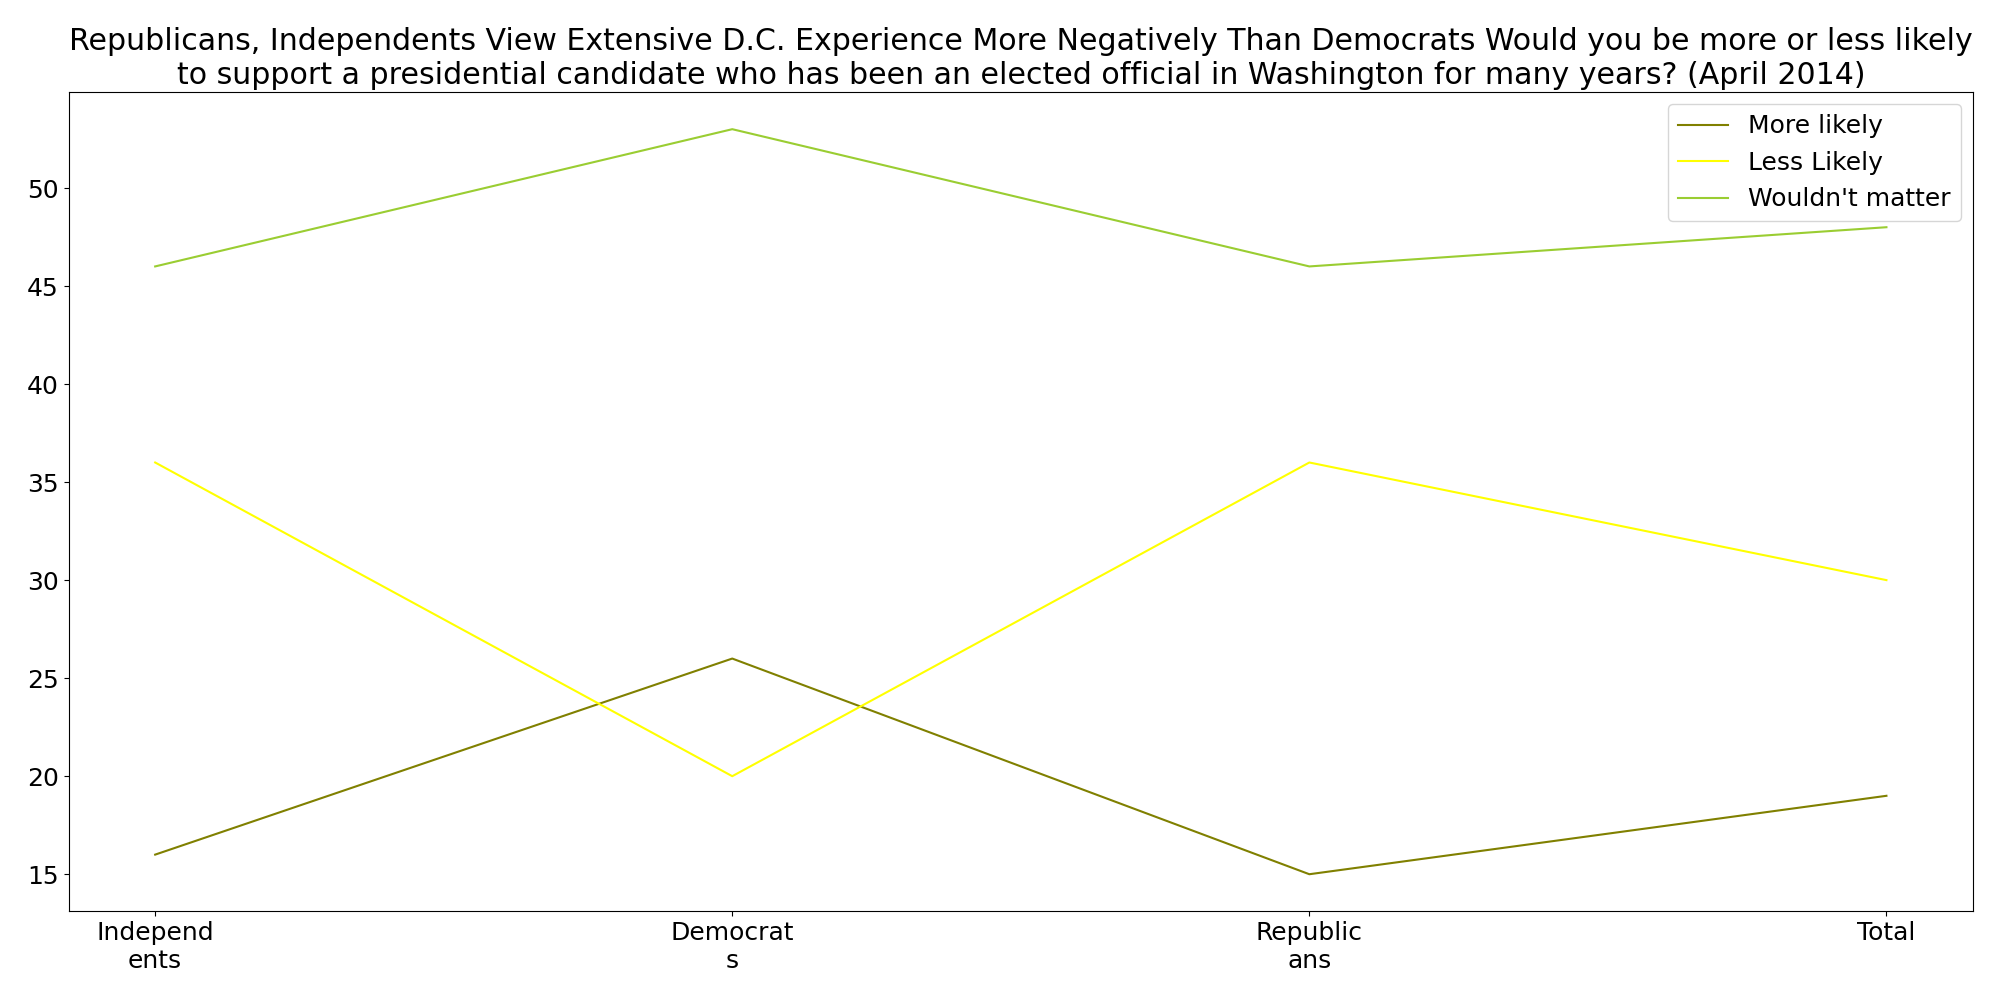 Republicans, Independents View Extensive D.C. Experience More Negatively Than Democrats Would you be more or less likely
to support a presidential candidate who has been an elected official in Washington for many years? (April 2014)
More likely
Less Likely
Wouldn't matter
50
45
40
35
30
25
20
15
Independ
ents
Democrat
s
Republic
ans
Total